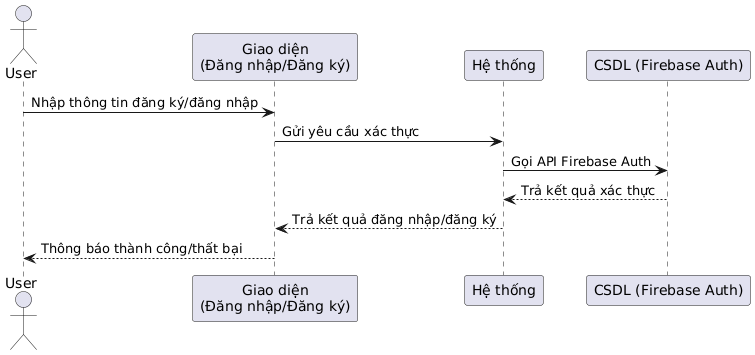 User
Giao diện
(Đăng nhập/Đăng ký)
Hệ thống
CSDL (Firebase Auth)
Nhập thông tin đăng ký/đăng nhập
Gửi yêu cầu xác thực
Gọi API Firebase Auth
Trả kết quả xác thực
Trả kết quả đăng nhập/đăng ký
Thông báo thành công/thất bại
User
Giao diện
(Đăng nhập/Đăng ký)
Hệ thống
CSDL (Firebase Auth)